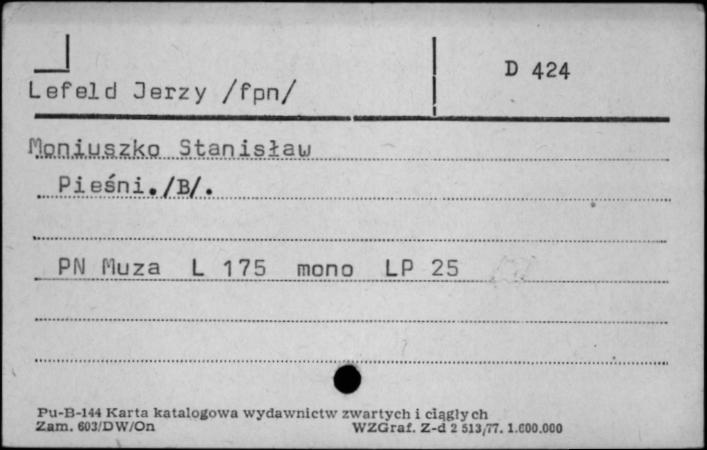 D 424
Lefeld Jerzy /fpn/
Moniuszko Stanisław
Pieśni./B/.
PN Muza L 175 mono LP 25
Pu-B-144 Karta katalogowa wydawnictw zwartych i ciągłych
Zam. 603/DW/On WZGraf. Z-d 2 513/77. 1.600.000